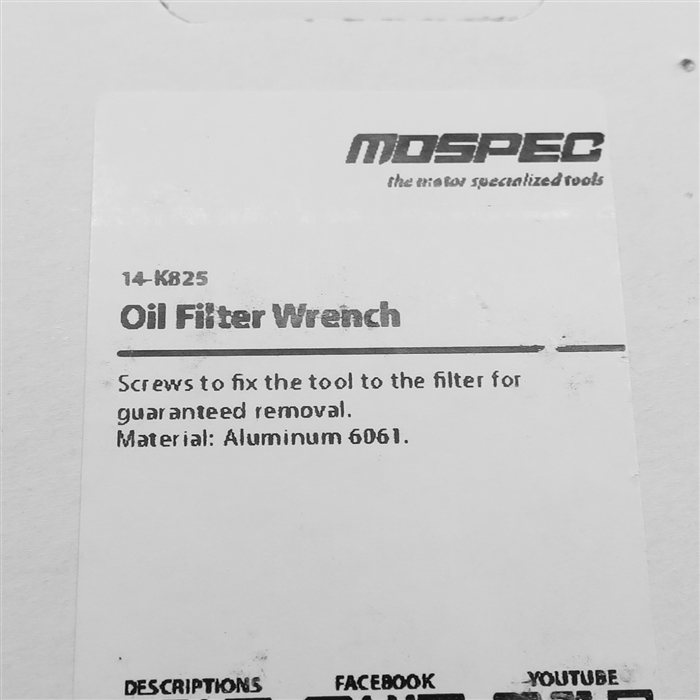 MOSPEC
the motor specialized tools
14-K825
Oil Filter Wrench
Screws to fix the tool to the filter for
guaranteed removal.
Material: Aluminum 6061.
DESCRIPTIONS FACEBOOK YOUTUBE